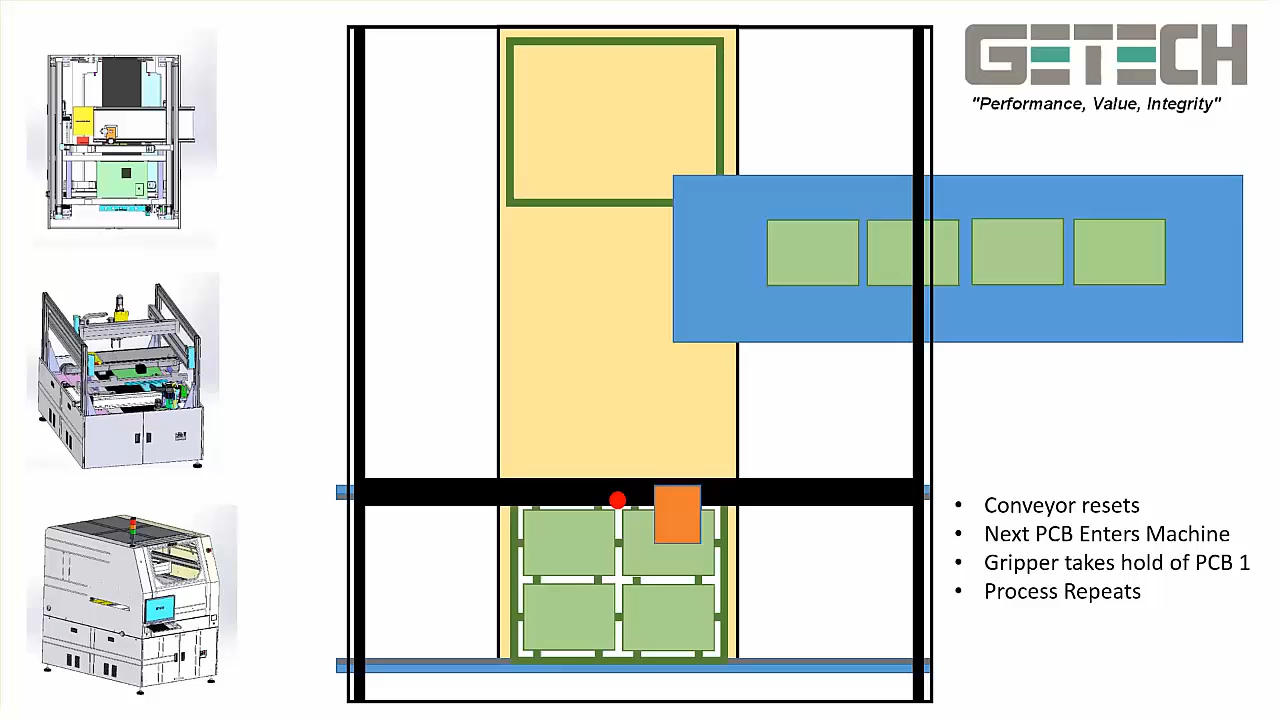 GETECH
"Performance, Value, Integrity"
• Conveyor resets
• Next PCB Enters Machine
• Gripper takes hold of PCB 1
• Process Repeats